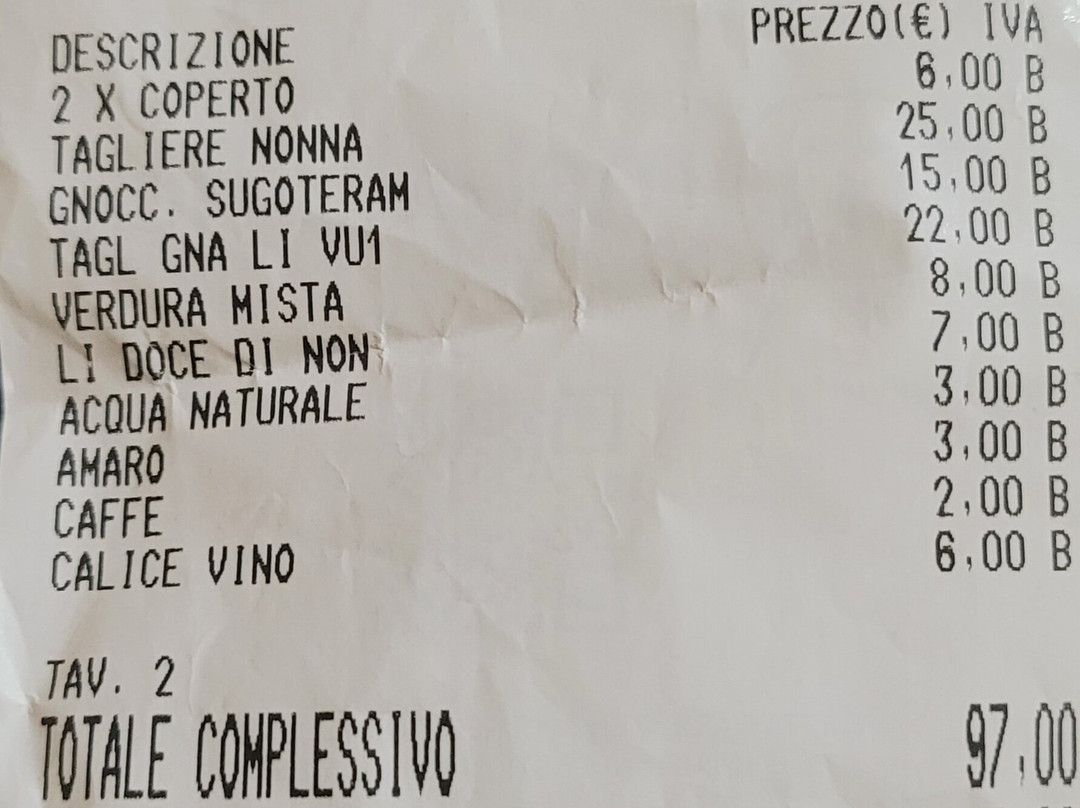 DESCRIZIONE PREZZO(€) IVA
2 X COPERTO 6,00 B
TAGLIERE NONNA 25,00 B
GNOCC. SUGOTERAM 15,00 B
TAGL GNA LI VU1 22,00 B
VERDURA MISTA 8,00 B
LI DOCE DI NON 7,00 B
ACQUA NATURALE 3,00 B
AMARO 3,00 B
CAFFE 2,00 B
CALICE VINO 6,00 B
TAV. 2
TOTALE COMPLESSIVO 97,00